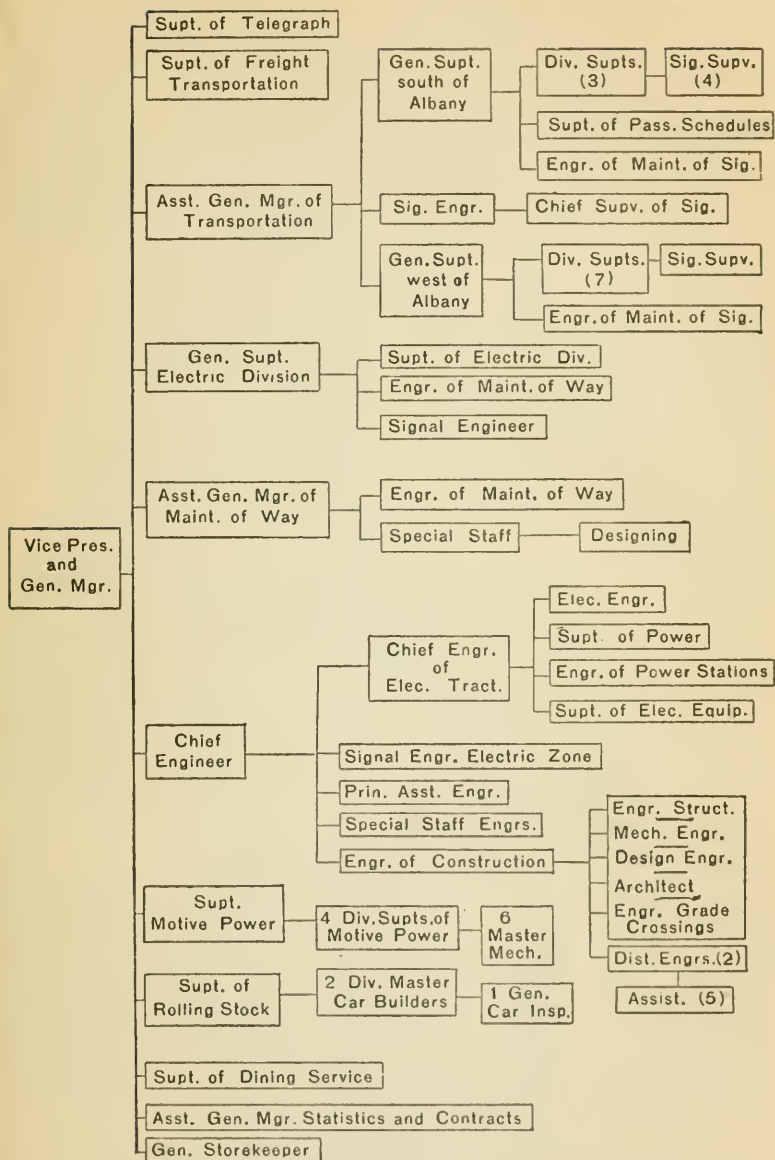 Supt. of Telegraph
Supt. of Freight
Transportation
Asst. Gen. Mgr. of
Transportation
Gen. Supt.
south of
Albany
Div. Supts.
(3)
Sig. Supv.
(4)
Supt. of Pass. Schedules
Engr. of Maint. of Sig.
Sig. Engr.
Chief Supv. of Sig.
Gen. Supt.
west of
Albany
Div. Supts.
(7)
Sig. Supv.
Engr. of Maint. of Sig.
Gen. Supt.
Electric Division
Supt. of Electric Div.
Engr. of Maint. of Way
Signal Engineer
Asst. Gen. Mgr. of
Maint. of Way
Engr. of Maint. of Way
Special Staff
Designing
Vice Pres.
and
Gen. Mgr.
Chief
Engineer
Chief Engr.
of
Elec. Tract.
Elec. Engr.
Supt. of Power
Engr. of Power Stations
Supt. of Elec. Equip.
Signal Engr. Electric Zone
Prin. Asst. Engr.
Special Staff Engrs.
Engr. of Construction
Engr. Struct.
Mech. Engr.
Design Engr.
Architect
Engr. Grade
Crossings
Dist. Engrs. (2)
Assist. (5)
Supt.
Motive Power
4 Div. Supts. of
Motive Power
6
Master
Mech.
Supt. of
Rolling Stock
2 Div. Master
Car Builders
1 Gen.
Car Insp.
Supt. of Dining Service
Asst. Gen. Mgr. Statistics and Contracts
Gen. Storekeeper